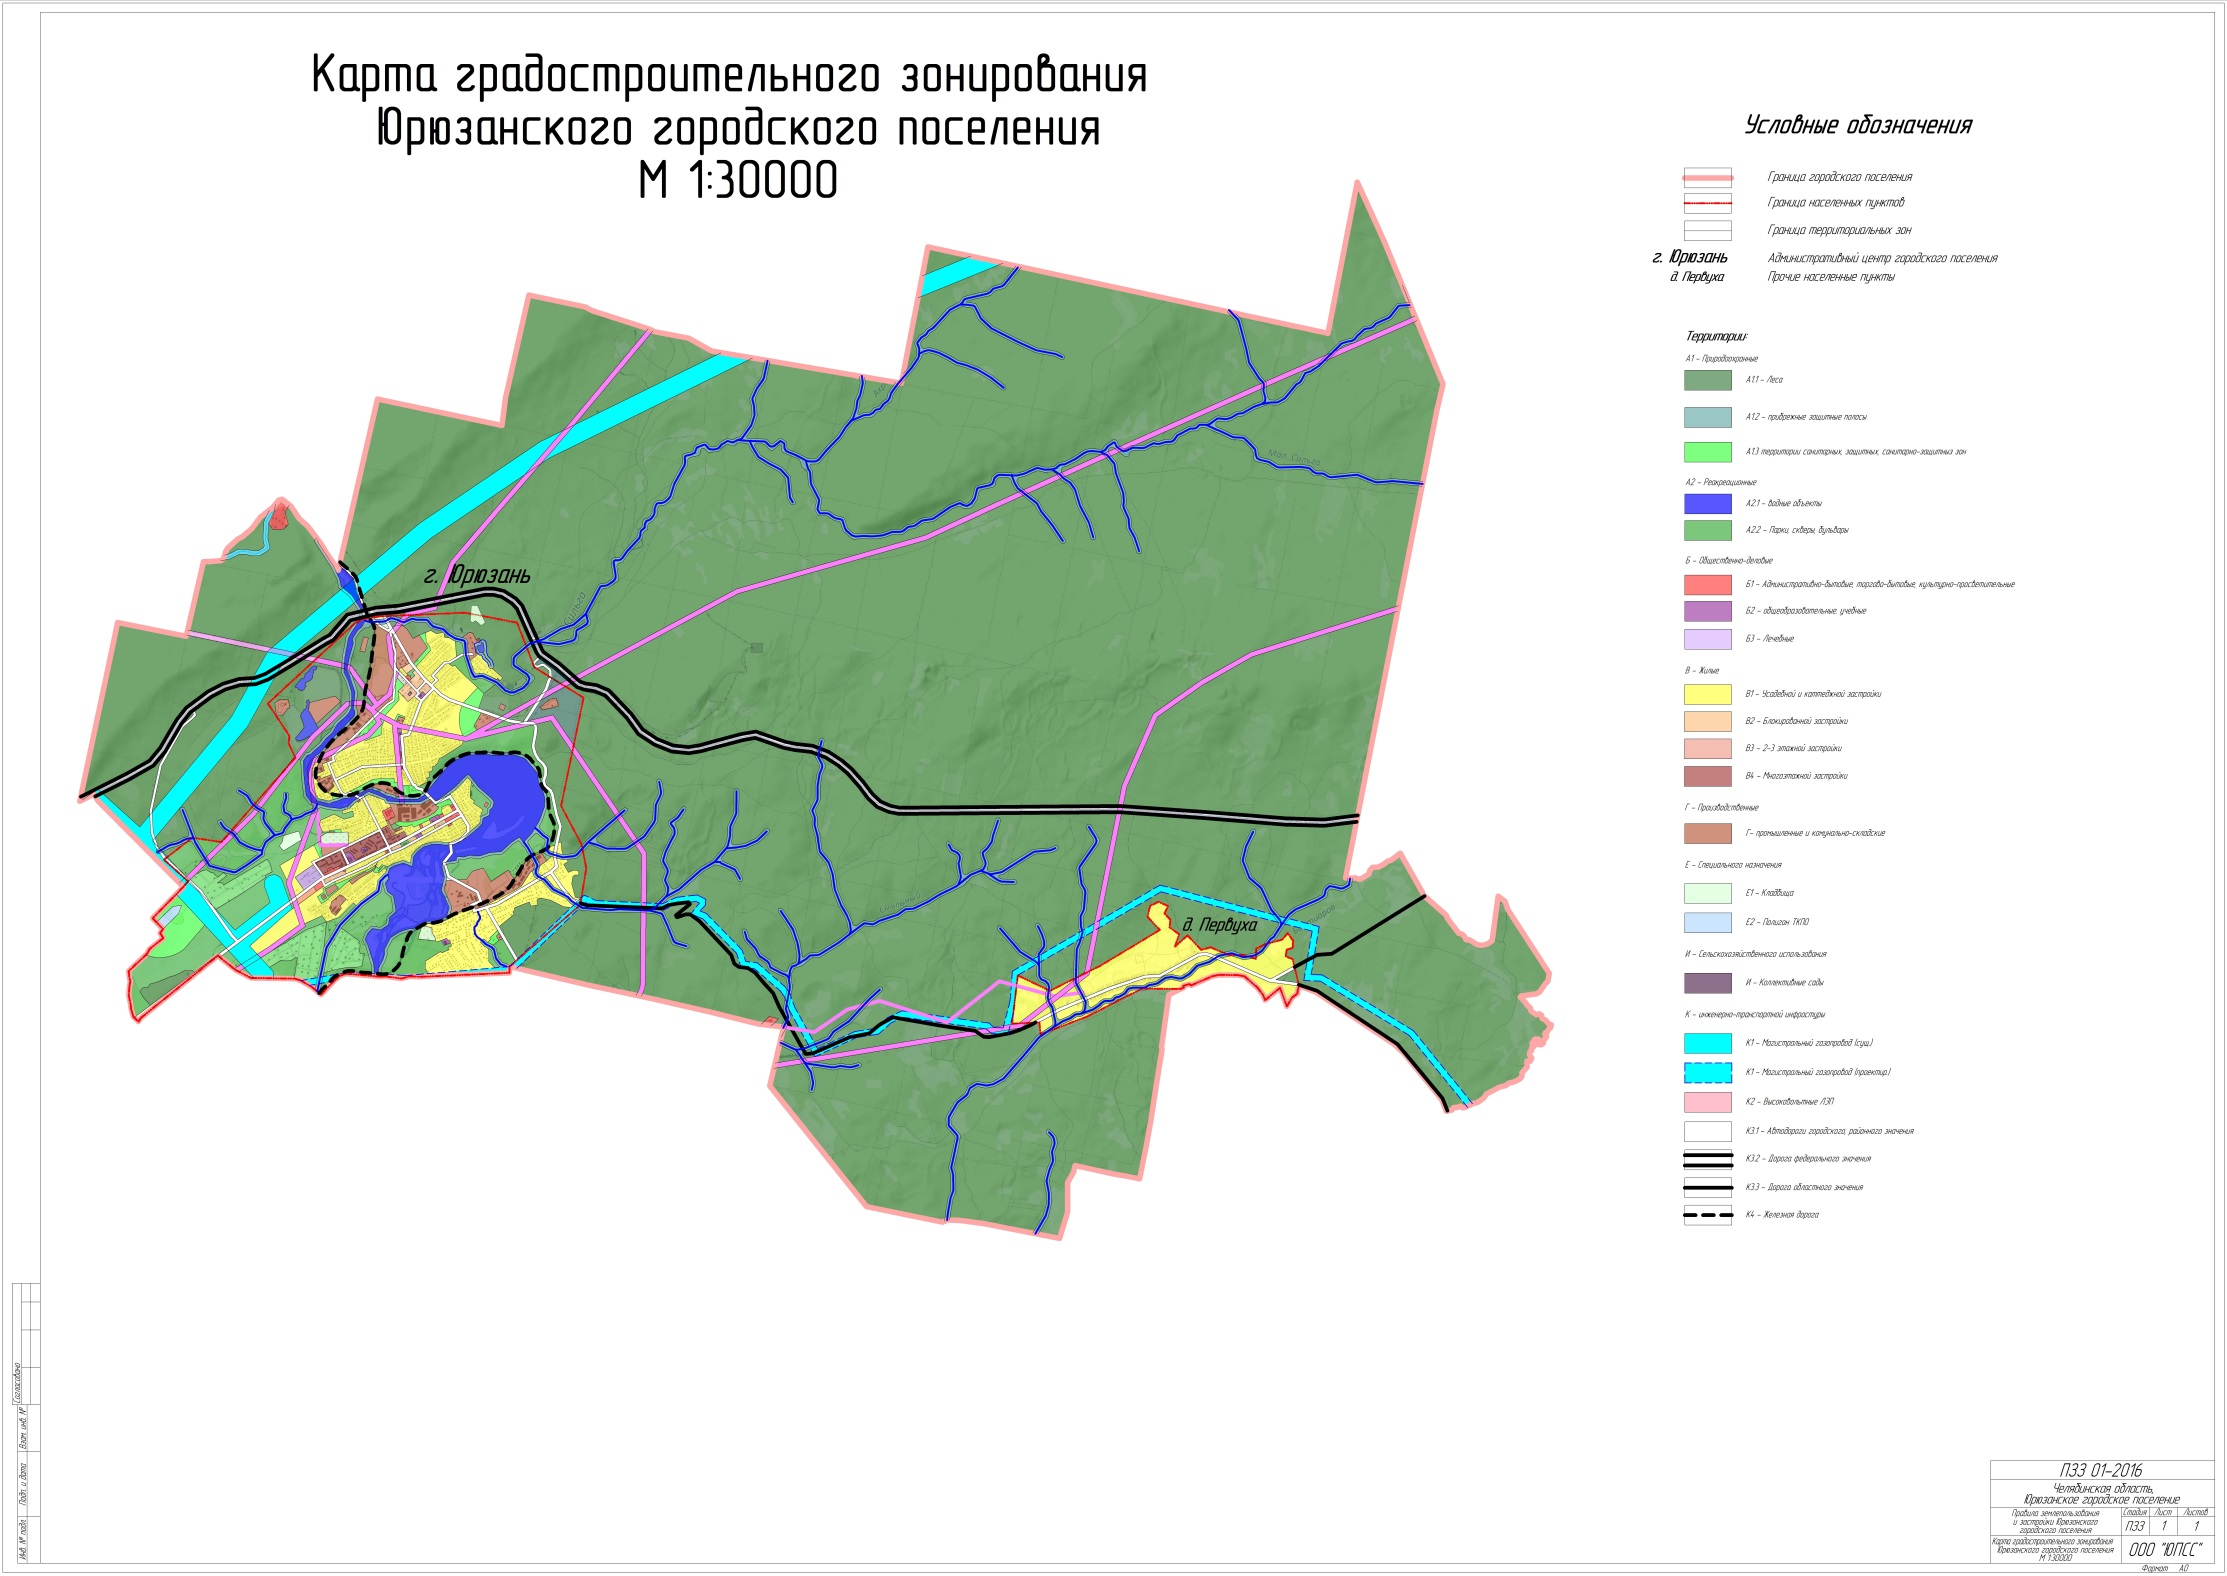 Карта градостроительного зонирования
Юрюзанского городского поселения
М 1:30000
Условные обозначения
Граница городского поселения
Граница населенных пунктов
Граница территориальных зон
г. Юрюзань Административный центр городского поселения
д. Первуха Прочие населенные пункты
Территории:
А1 - Природоохранные
А1.1 - Леса
А1.2 - прибрежные защитные полосы
А1.3 территории санитарных, защитных, санитарно-защитных зон
А2 - Рекреационные
А2.1 - водные объекты
А2.2 - Парки, скверы, бульвары
Б - Общественно-деловые
Б1 - Административно-бытовые, торгово-бытовые, культурно-просветительные
Б2 - общеобразовательные, учебные
Б3 - Лечебные
В - Жилые
В1 - Усадебной и коттеджной застройки
В2 - Блокированной застройки
В3 - 2-3 этажной застройки
В4 - Многоэтажной застройки
Г - Производственные
Г- промышленные и комунально-складские
Е - Специального назначения
Е1 - Кладбища
Е2 - Полигон ТКПО
И - Сельскохозяйственного использования
И - Коллективные сады
К - инженерно-транспортной инфрастуры
К1 - Магистральный газопровод (сущ.)
К1 - Магистральный газопровод (проектир.)
К2 - Высоковольтные ЛЭП
К3.1 - Автодороги городского, районного значения
К3.2 - Дорога федерального значения
К3.3 - Дорога областного значения
К4 - Железная дорога
г. Юрюзань
Мал. Сильга
Сильга
д. Первуха
Согласовано
Взам. инв. №
Подп. и дата
Инв. № подл.
ПЗЗ 01-2016
Челябинская область,
Юрюзанское городское поселение
Правила землепользования
и застройки Юрюзанского
городского поселения
Стадия Лист Листов
ПЗЗ 1 1
Карта градостроительного зонирования
Юрюзанского городского поселения
М 1:30000
ООО "ЮПСС"
Формат А0